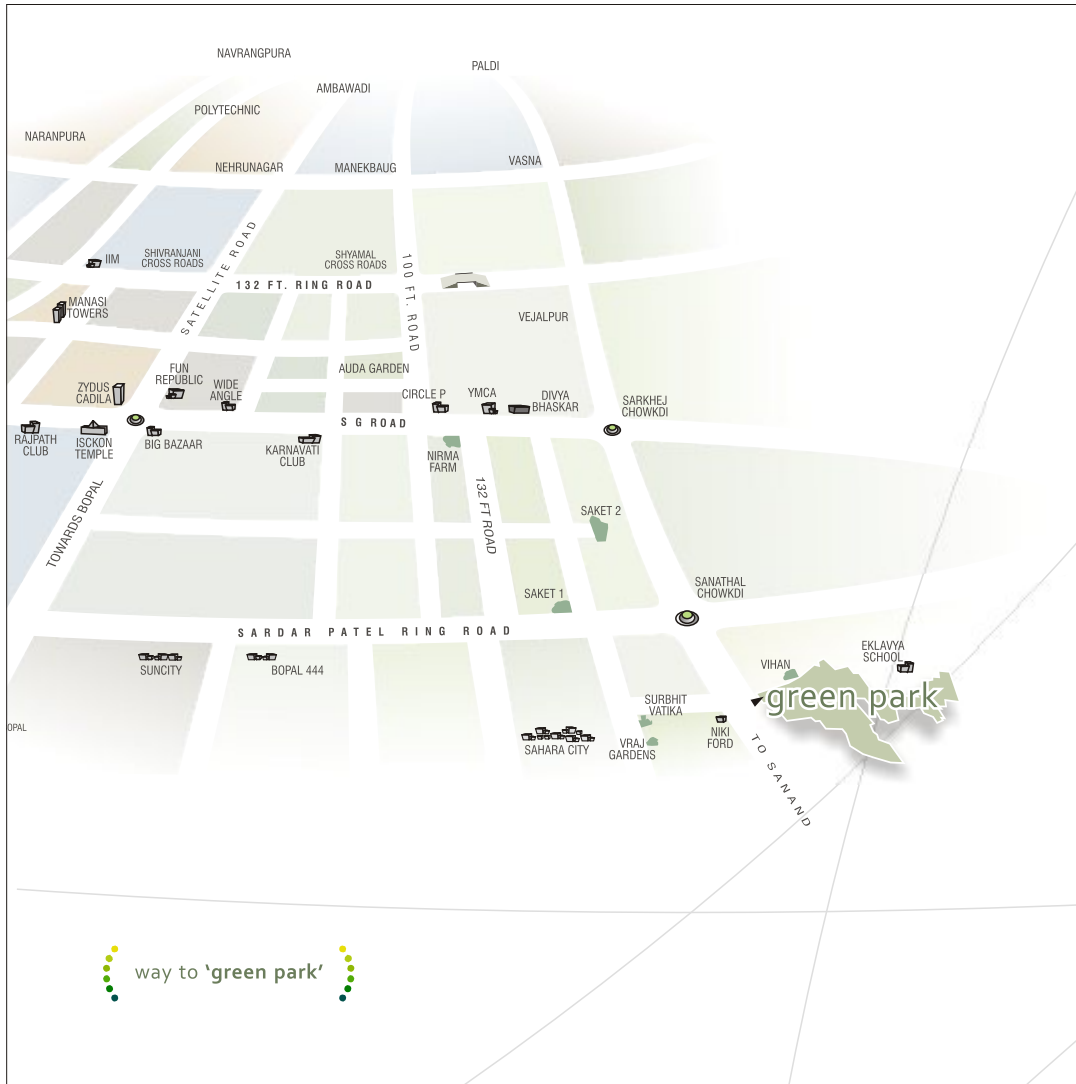 NAVRANGPURA
PALDI
AMBAWADI
POLYTECHNIC
NARANPURA
NEHRUNAGAR
MANEKBAUG
VASNA
SATELLITE ROAD
IIM
SHIVRANJANI
CROSS ROADS
SHYAMAL
CROSS ROADS
100 FT. ROAD
132 FT. RING ROAD
MANASI
TOWERS
VEJALPUR
FUN
REPUBLIC
AUDA GARDEN
ZYDUS
CADILA
WIDE
ANGLE
CIRCLE P
YMCA
DIVYA
BHASKAR
SARKHEJ
CHOWKDI
S G ROAD
RAJPATH
CLUB
ISCKON
TEMPLE
BIG BAZAAR
KARNAVATI
CLUB
NIRMA
FARM
TOWARDS BOPAL
132 FT ROAD
SAKET 2
SAKET 1
SANATHAL
CHOWKDI
SARDAR PATEL RING ROAD
SUNCITY
BOPAL 444
VIHAN
EKLAVYA
SCHOOL
green park
SURBHIT
VATIKA
OPAL
SAHARA CITY
VRAJ
GARDENS
NIKI
FORD
TO SANAND
way to 'green park'